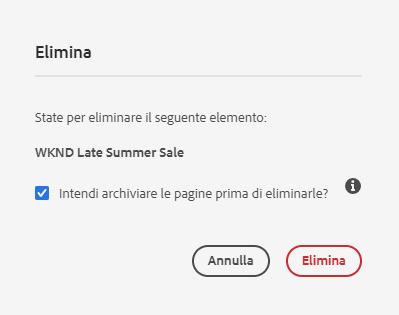 Elimina
State per eliminare il seguente elemento:
WKND Late Summer Sale
Intendi archiviare le pagine prima di eliminarle?
Annulla
Elimina